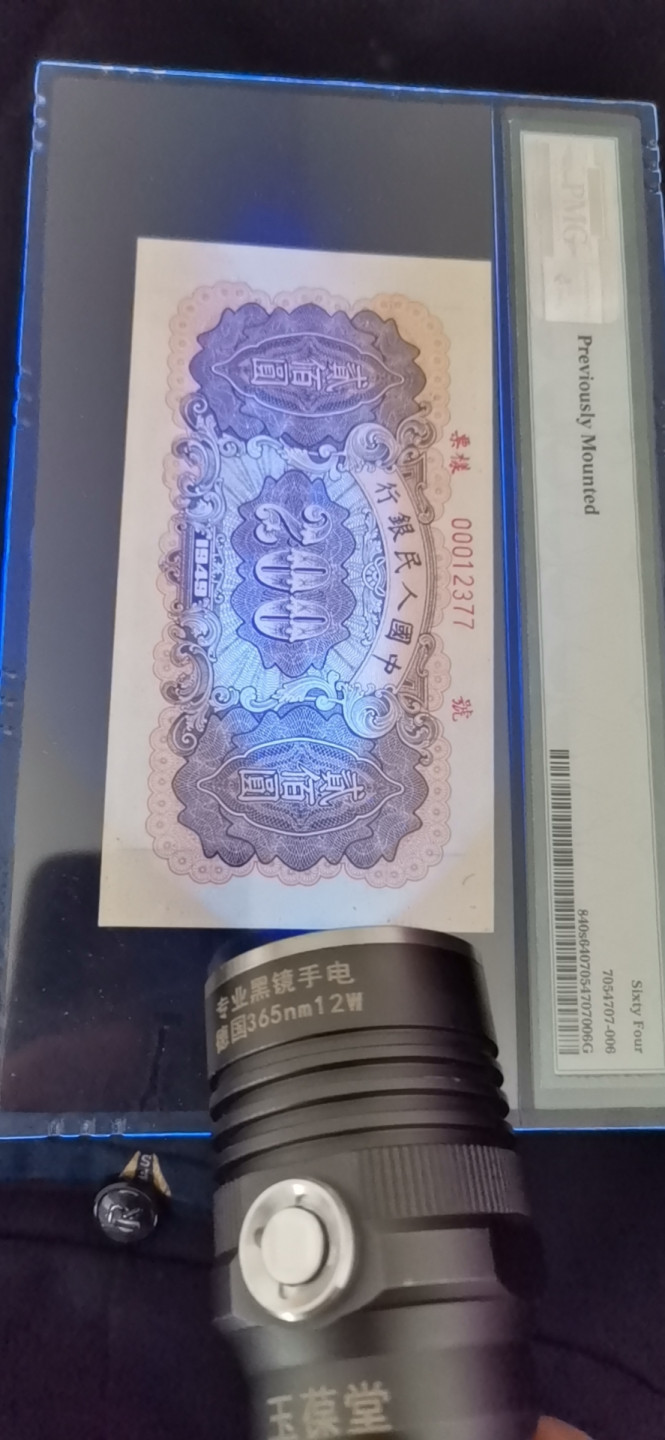 PMG
Previously Mounted
Sixty Four
7054707-006
840s6407054707006G
票樣 00012377 號
行銀民人國中
貳佰圓
200
貳佰圓
1949
专业黑镜手电
德国365nm12W
玉葆堂